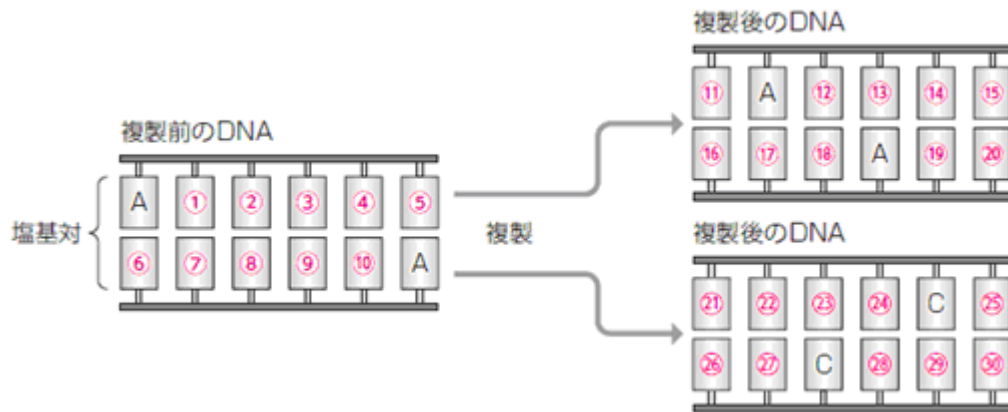 複製後のDNA
⑪ A ⑫ ⑬ ⑭ ⑮
⑯ ⑰ ⑱ A ⑲ ⑳
複製前のDNA
A ① ② ③ ④ ⑤
塩基対
⑥ ⑦ ⑧ ⑨ ⑩ A
複製
複製後のDNA
㉑ ㉒ ㉓ ㉔ C ㉕
㉖ ㉗ C ㉘ ㉙ ㉚